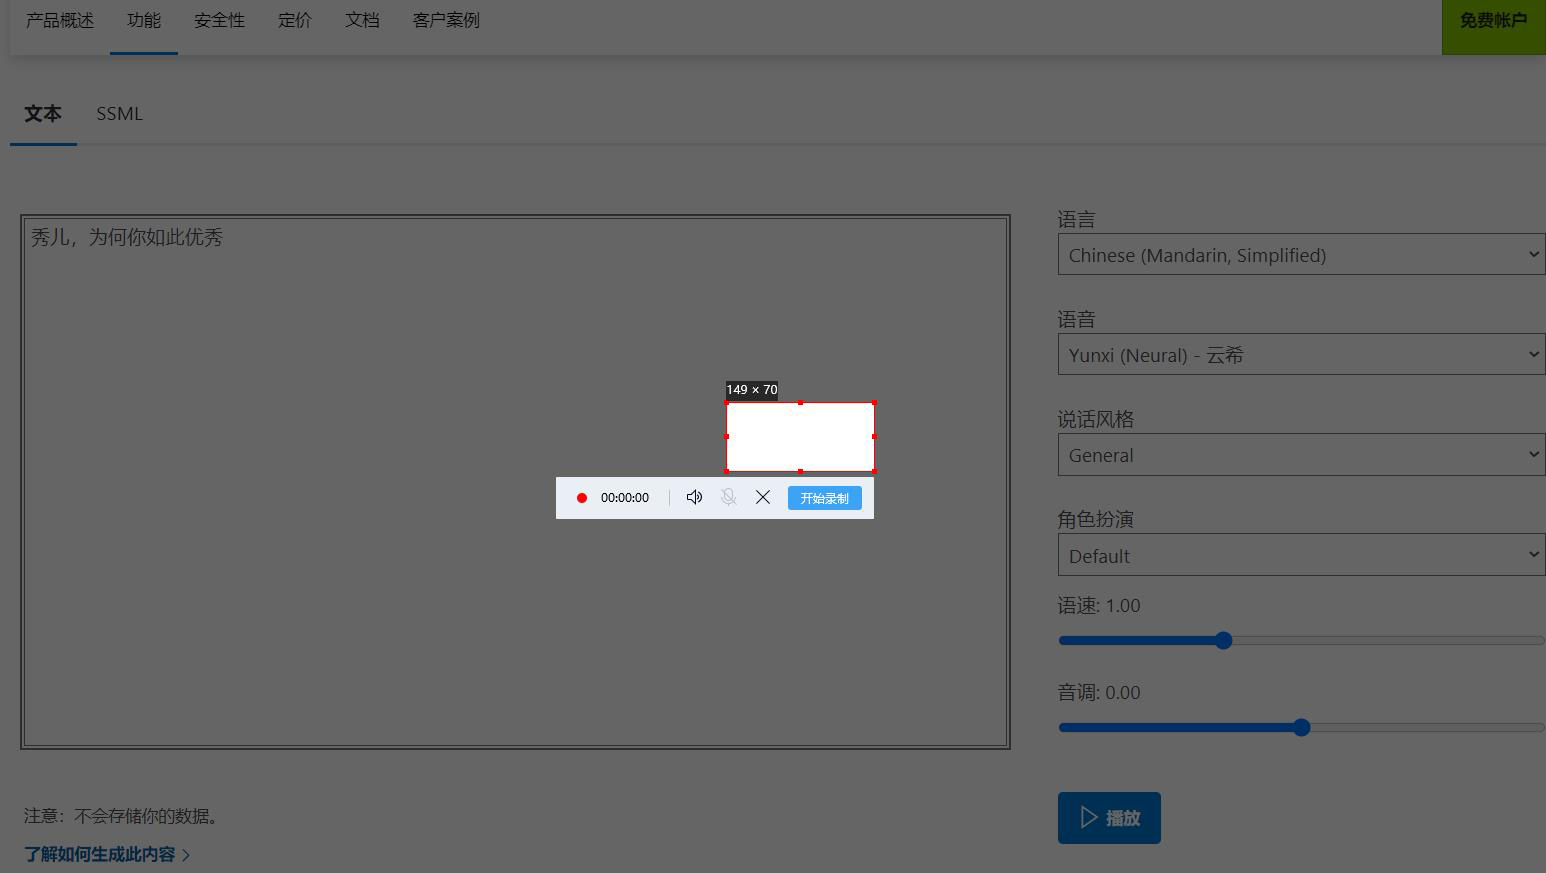 产品概述 功能 安全性 定价 文档 客户案例 免费帐户
文本 SSML
秀儿，为何你如此优秀
语言
Chinese (Mandarin, Simplified)
语音
Yunxi (Neural) - 云希
149 × 70
说话风格
General
00:00:00 开始录制
角色扮演
Default
语速: 1.00
音调: 0.00
注意：不会存储你的数据。
播放
了解如何生成此内容